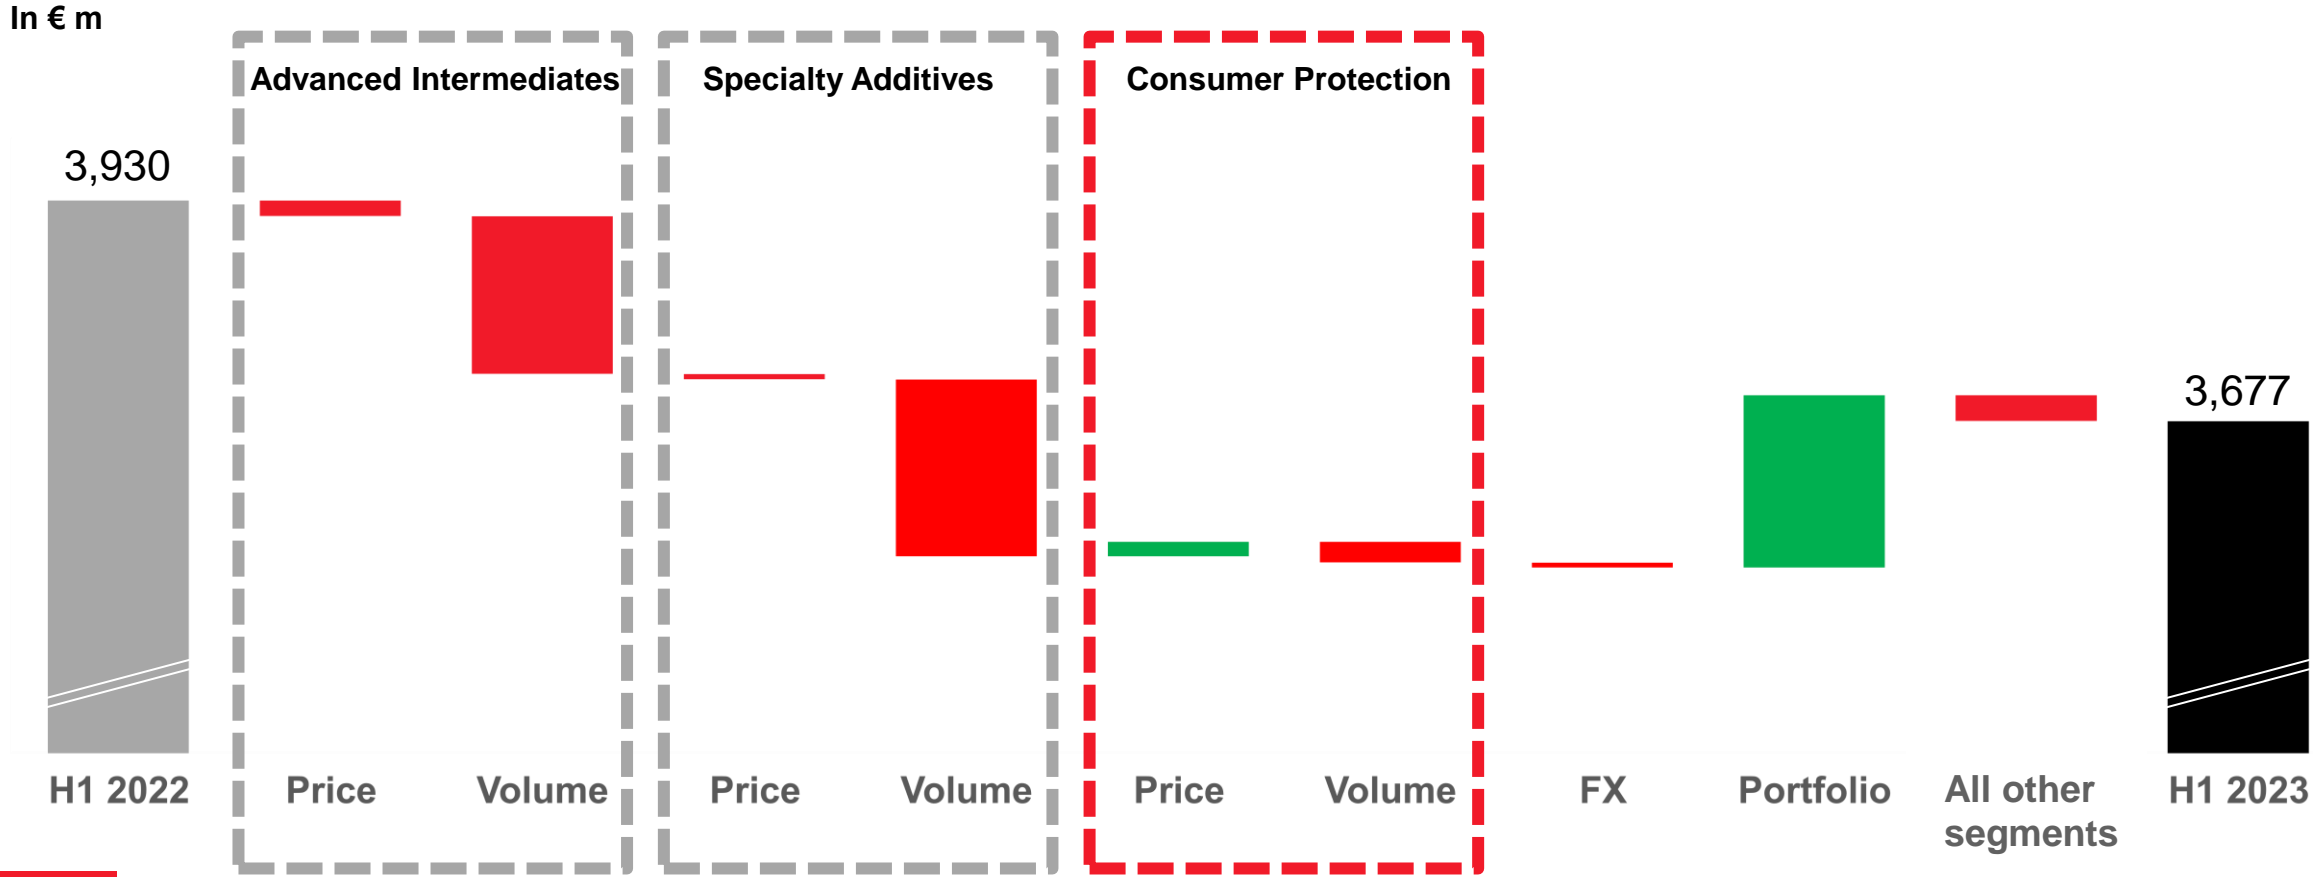 In € m
Advanced Intermediates
Specialty Additives
Consumer Protection
3,930
3,677
H1 2022
Price
Volume
Price
Volume
Price
Volume
FX
Portfolio
All other
segments
H1 2023